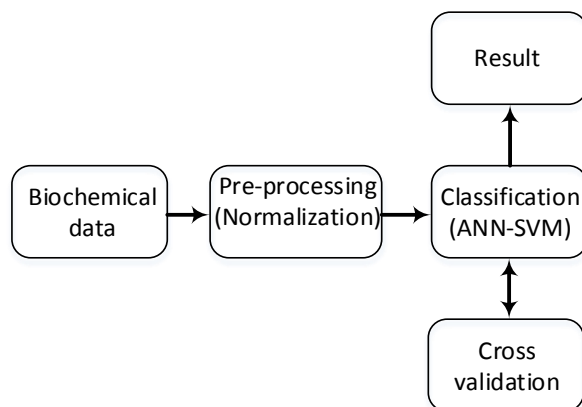 Result
Biochemical
data
Pre-processing
(Normalization)
Classification
(ANN-SVM)
Cross
validation